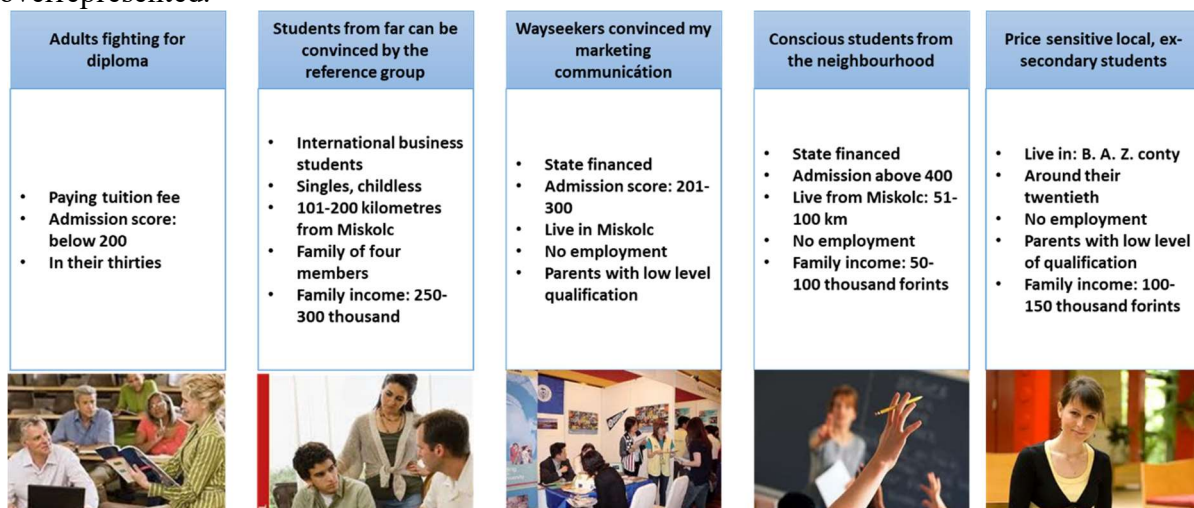 overrepresented.
Adults fighting for
diploma
• Paying tuition fee
• Admission score:
below 200
• In their thirties
Students from far can be
convinced by the
reference group
• International business
students
• Singles, childless
• 101-200 kilometres
from Miskolc
• Family of four
members
• Family income: 250-
300 thousand
Wayseekers convinced my
marketing
communicátion
• State financed
• Admission score: 201-
300
• Live in Miskolc
• No employment
• Parents with low level
qualification
Conscious students from
the neighbourhood
• State financed
• Admission above 400
• Live from Miskolc: 51-
100 km
• No employment
• Family income: 50-
100 thousand forints
Price sensitive local, ex-
secondary students
• Live in: B. A. Z. conty
• Around their
twentieth
• No employment
• Parents with low level
of qualification
• Family income: 100-
150 thousand forints